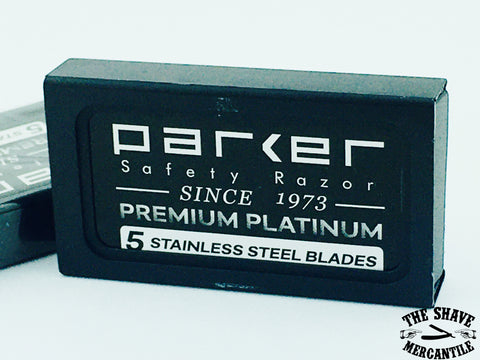 parker
Safety Razor
SINCE 1973
PREMIUM PLATINUM
5 STAINLESS STEEL BLADES
THE SHAVE
MERCANTILE